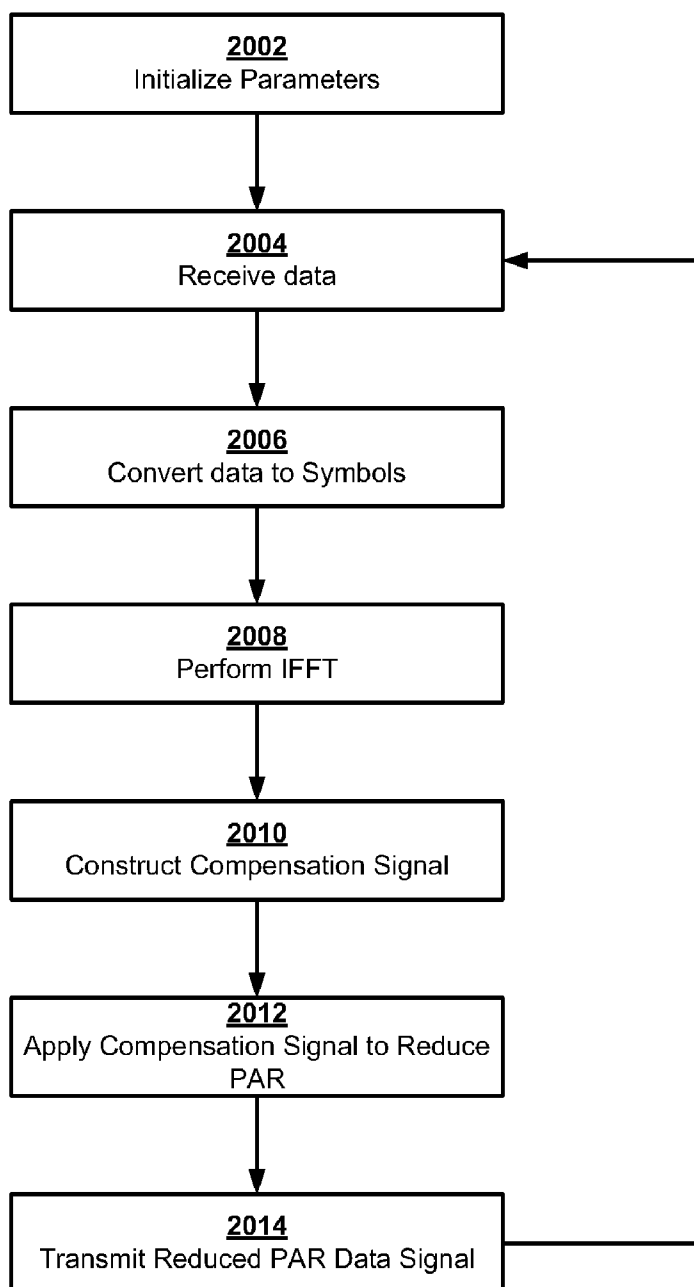 2002
Initialize Parameters
2004
Receive data
2006
Convert data to Symbols
2008
Perform IFFT
2010
Construct Compensation Signal
2012
Apply Compensation Signal to Reduce
PAR
2014
Transmit Reduced PAR Data Signal